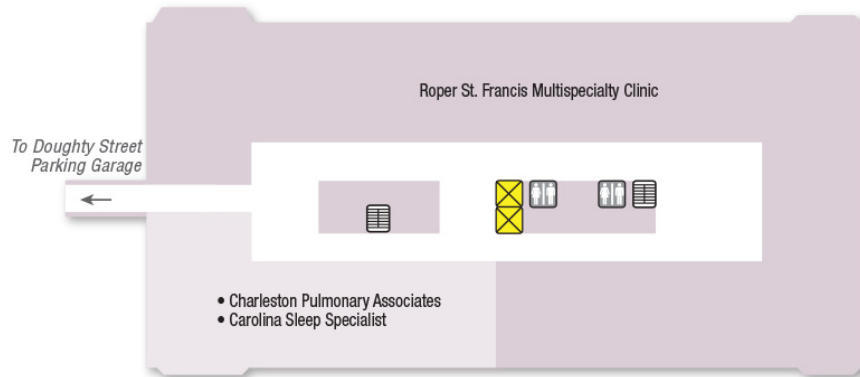 Roper St. Francis Multispecialty Clinic
To Doughty Street
Parking Garage
• Charleston Pulmonary Associates
• Carolina Sleep Specialist